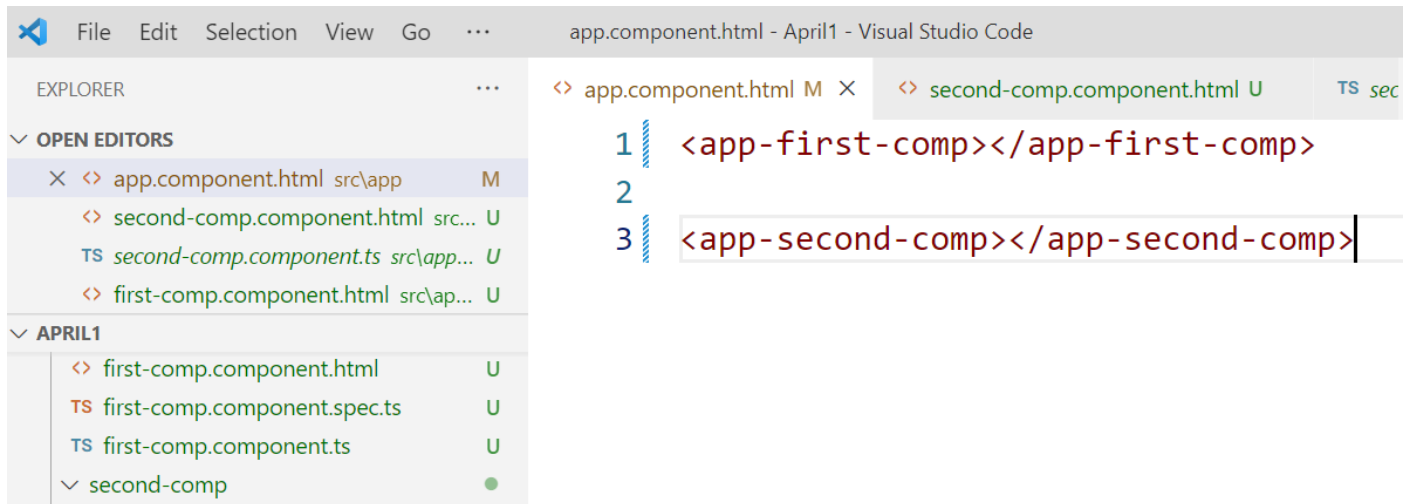 File Edit Selection View Go ··· app.component.html - April1 - Visual Studio Code
EXPLORER ···
OPEN EDITORS
app.component.html src\app M
second-comp.component.html src... U
TS second-comp.component.ts src\app... U
first-comp.component.html src\ap... U
APRIL1
first-comp.component.html U
TS first-comp.component.spec.ts U
TS first-comp.component.ts U
second-comp
app.component.html M second-comp.component.html U TS sec
1 <app-first-comp></app-first-comp>
2
3 <app-second-comp></app-second-comp>